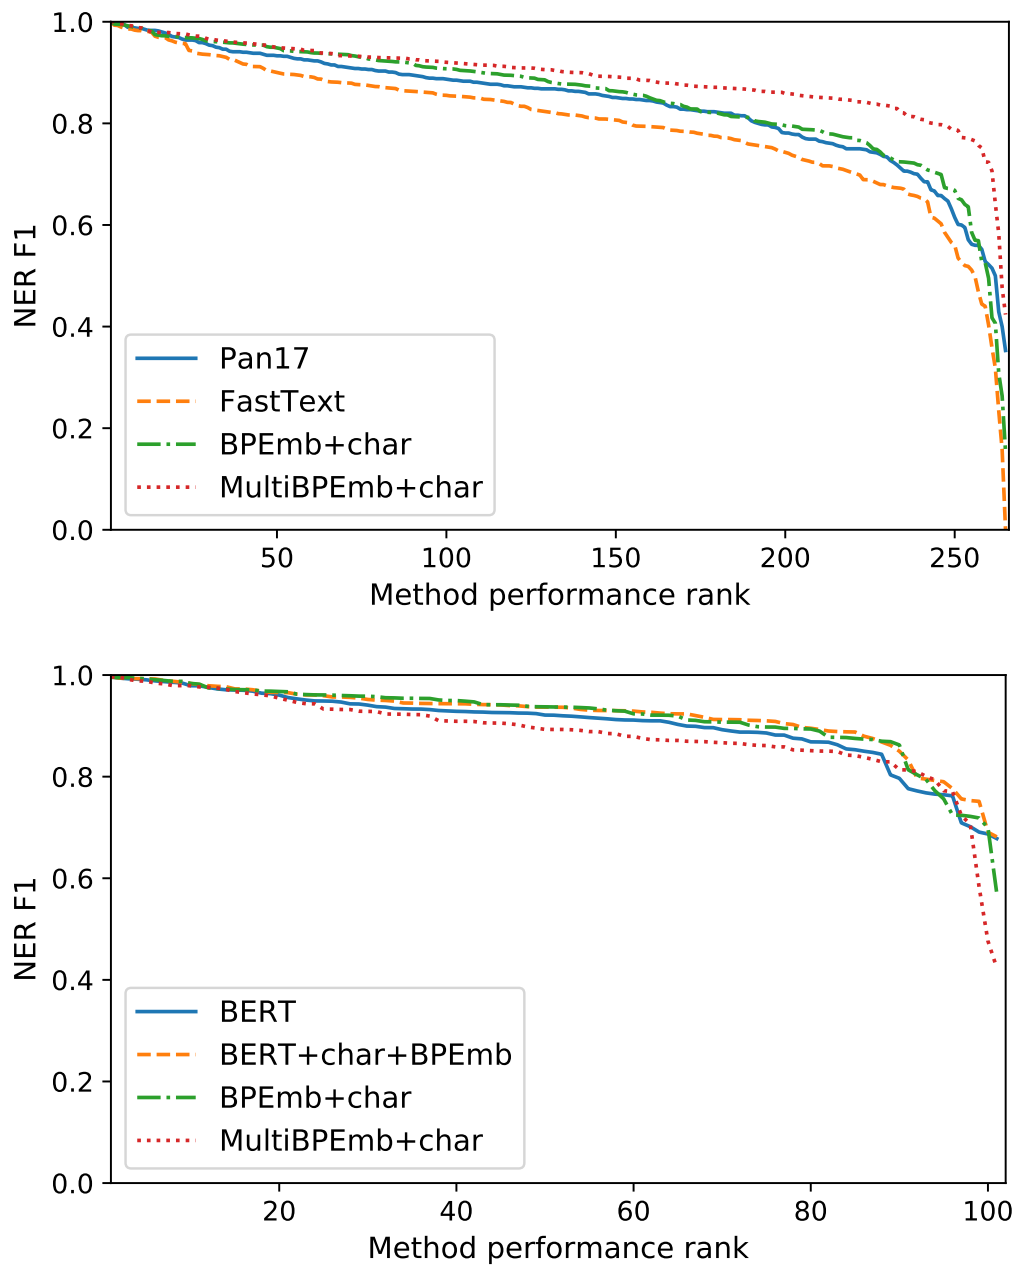 1.0
0.8
0.6
0.4
0.2
0.0
NER F1
Pan17
FastText
BPEmb+char
MultiBPEmb+char
50 100 150 200 250
Method performance rank
1.0
0.8
0.6
0.4
0.2
0.0
NER F1
BERT
BERT+char+BPEmb
BPEmb+char
MultiBPEmb+char
20 40 60 80 100
Method performance rank